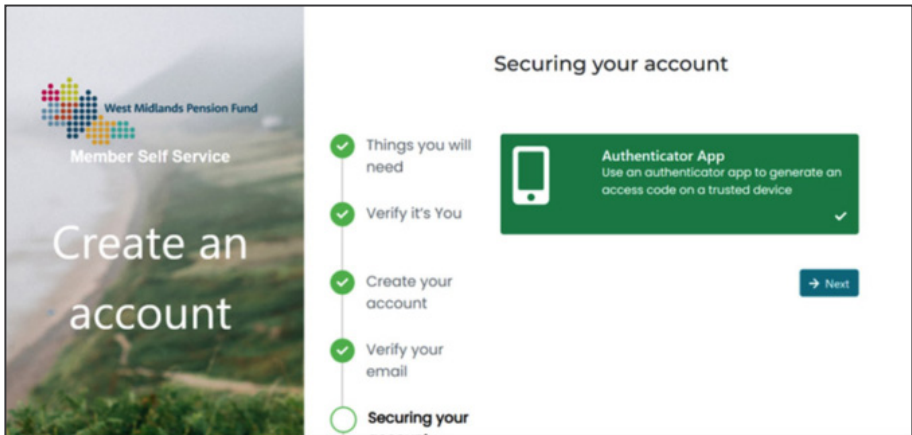 West Midlands Pension Fund
Member Self Service
Create an
account
Things you will
need
Verify it's You
Create your
account
Verify your
email
Securing your
Securing your account
Authenticator App
Use an authenticator app to generate an
access code on a trusted device
→ Next